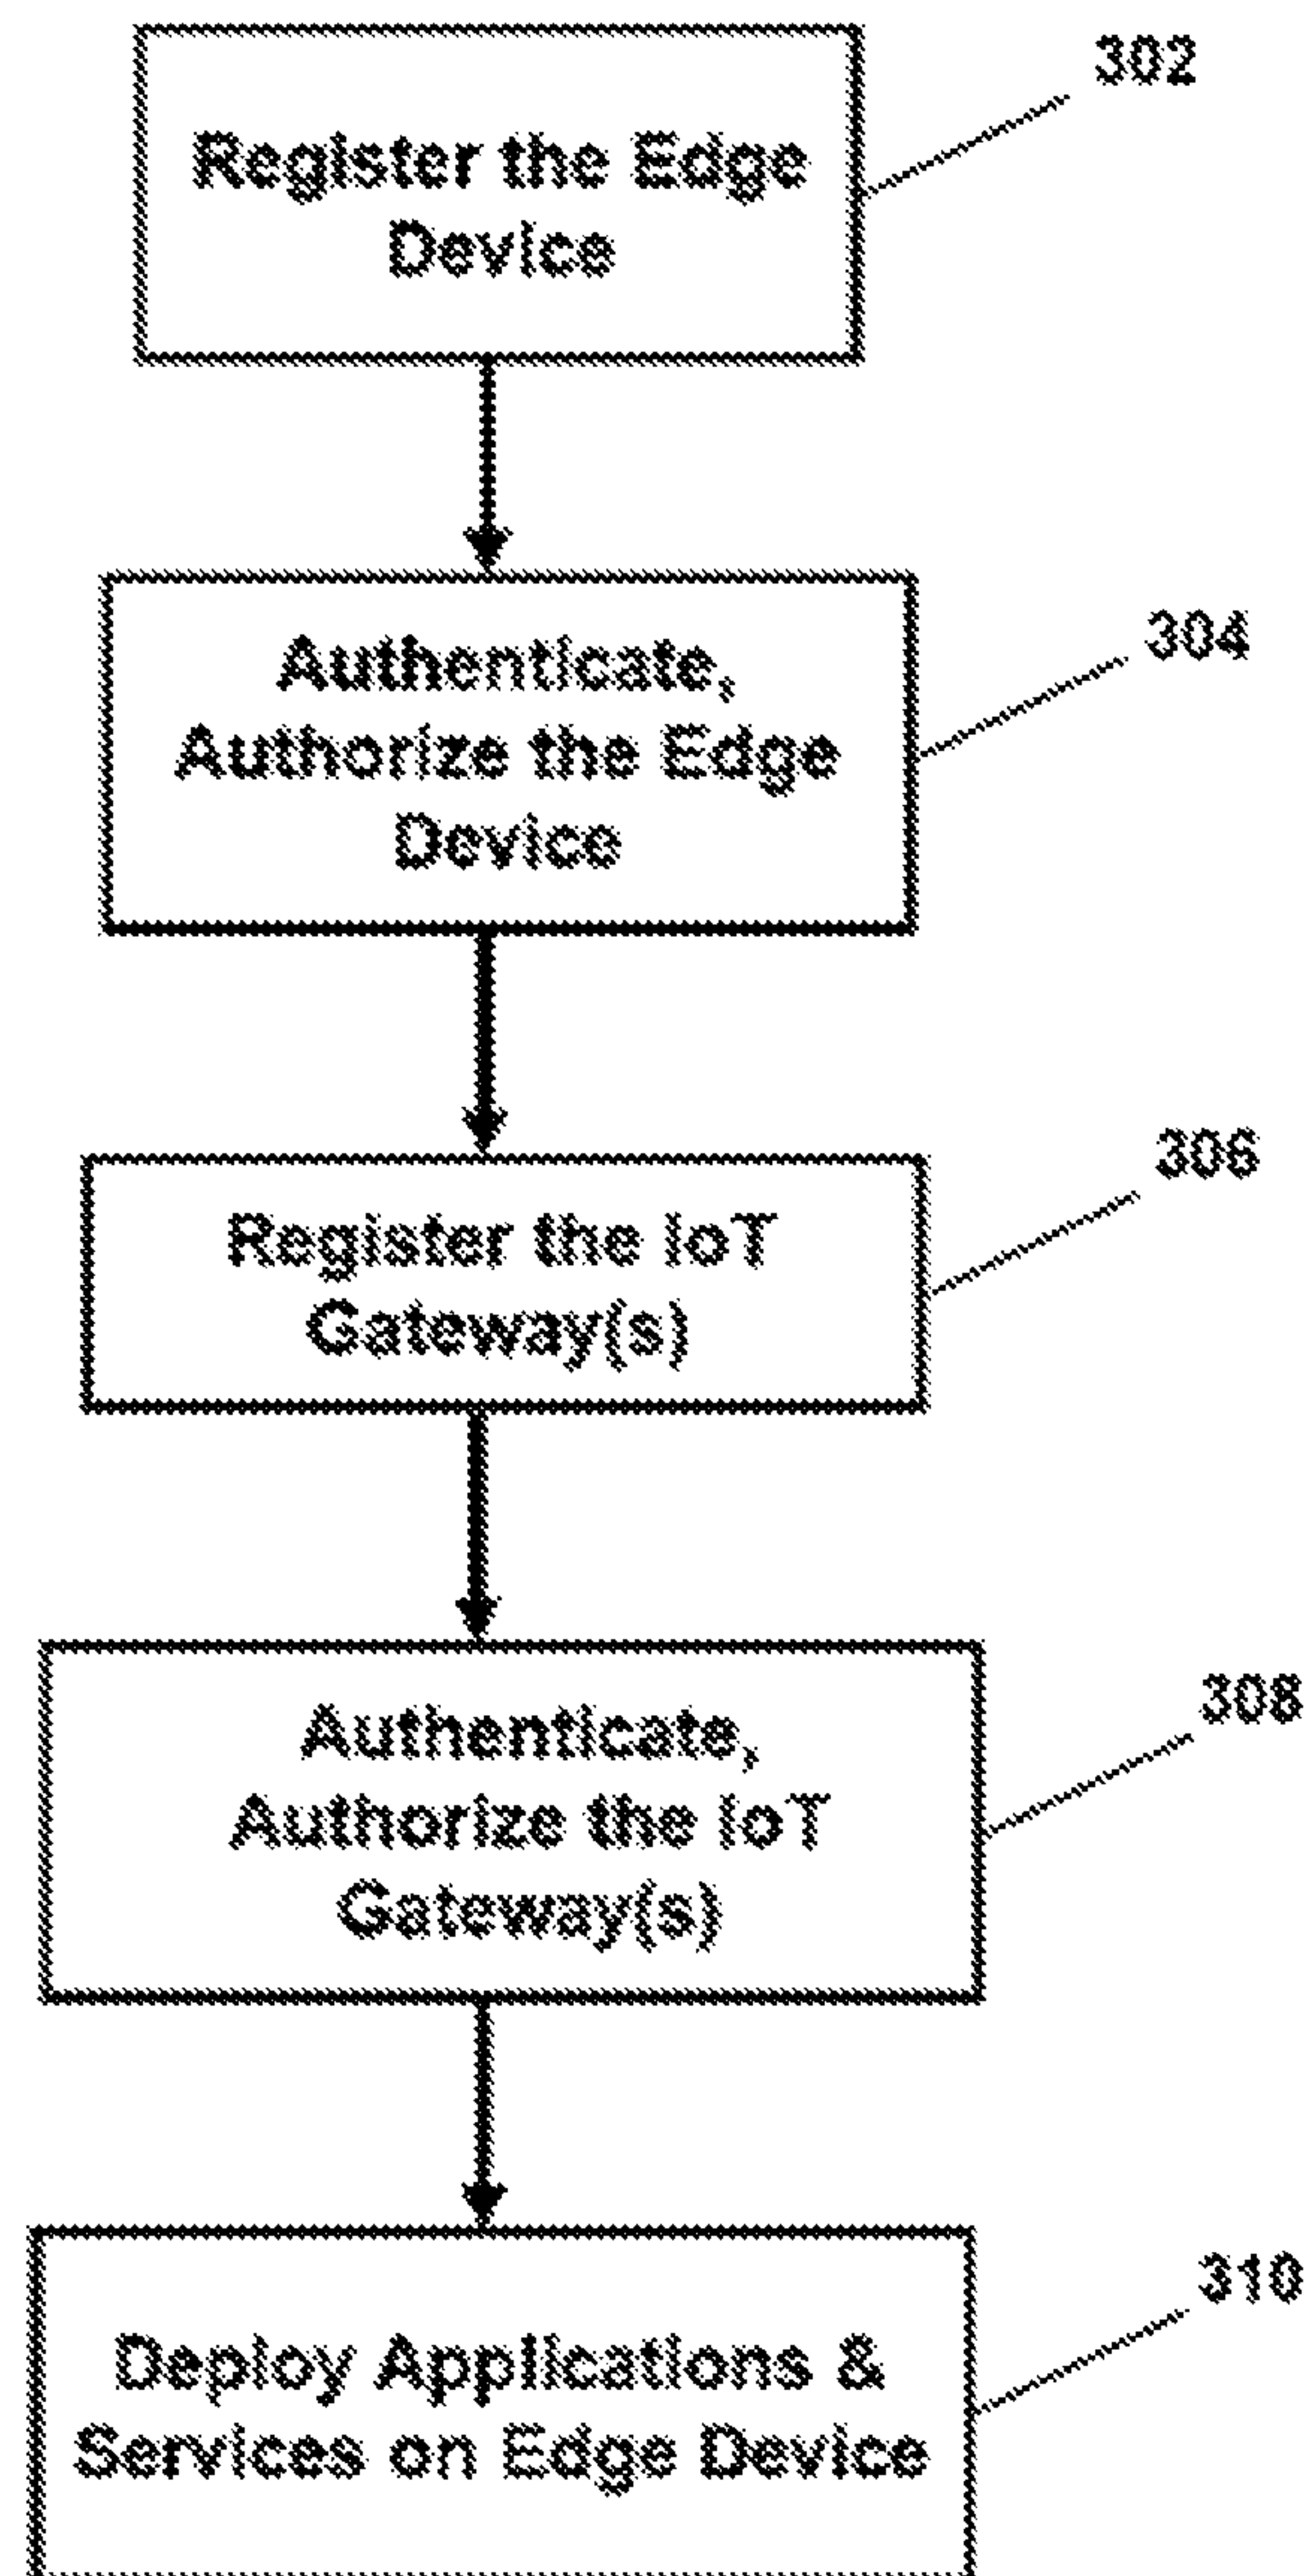 302
Register the Edge
Device
304
Authenticate,
Authorize the Edge
Device
306
Register the IoT
Gateway(s)
308
Authenticate,
Authorize the IoT
Gateway(s)
310
Deploy Applications &
Services on Edge Device